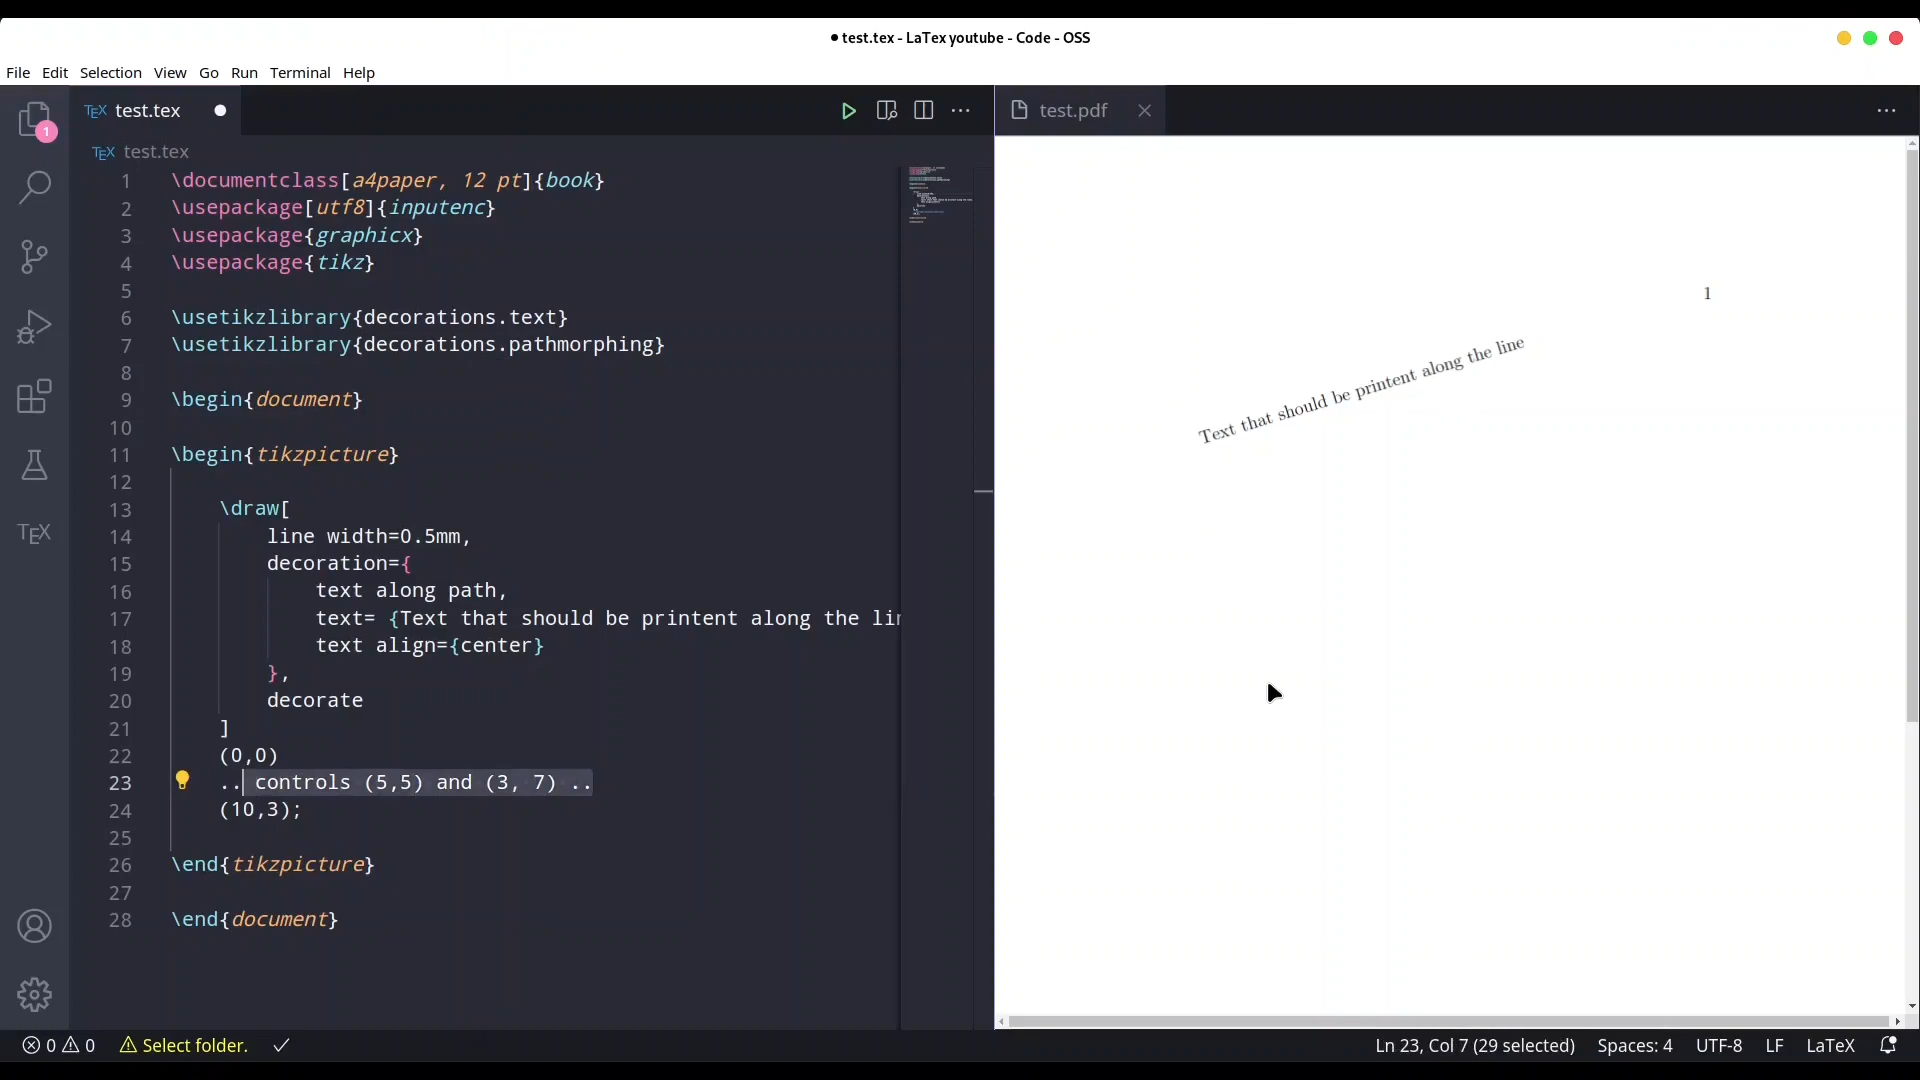 ● test.tex - LaTex youtube - Code - OSS
File Edit Selection View Go Run Terminal Help
TEX test.tex
test.pdf
1
TEX test.tex
1 \documentclass[a4paper, 12 pt]{book}
2 \usepackage[utf8]{inputenc}
3 \usepackage{graphicx}
4 \usepackage{tikz}
5
6 \usetikzlibrary{decorations.text}
7 \usetikzlibrary{decorations.pathmorphing}
8
9 \begin{document}
10
11 \begin{tikzpicture}
12
13 \draw[
14 line width=0.5mm,
15 decoration={
16 text along path,
17 text= {Text that should be printent along the lin
18 text align={center}
19 },
20 decorate
21 ]
22 (0,0)
23 .. controls (5,5) and (3, 7) ..
24 (10,3);
25
26 \end{tikzpicture}
27
28 \end{document}
TEX
1
Text that should be printent along the line
0 0 Select folder.
Ln 23, Col 7 (29 selected) Spaces: 4 UTF-8 LF LaTeX